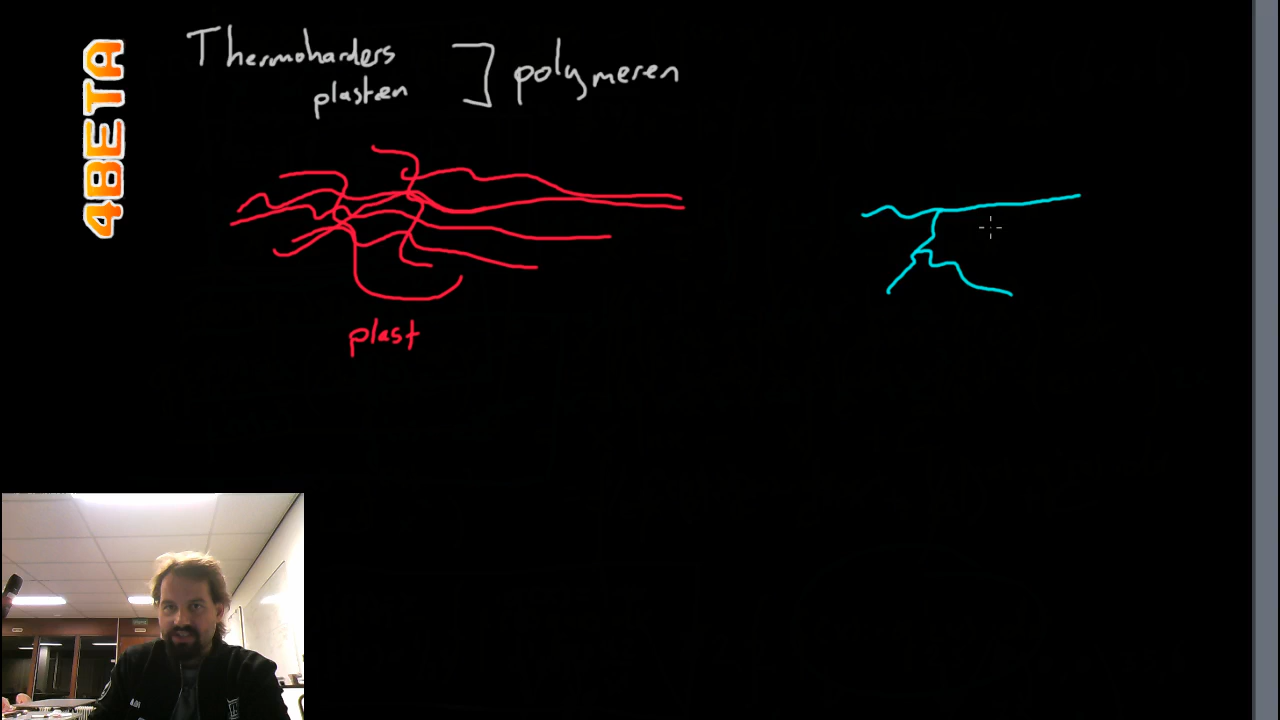 4BETA
Thermoharders
plasten
polymeren
plast